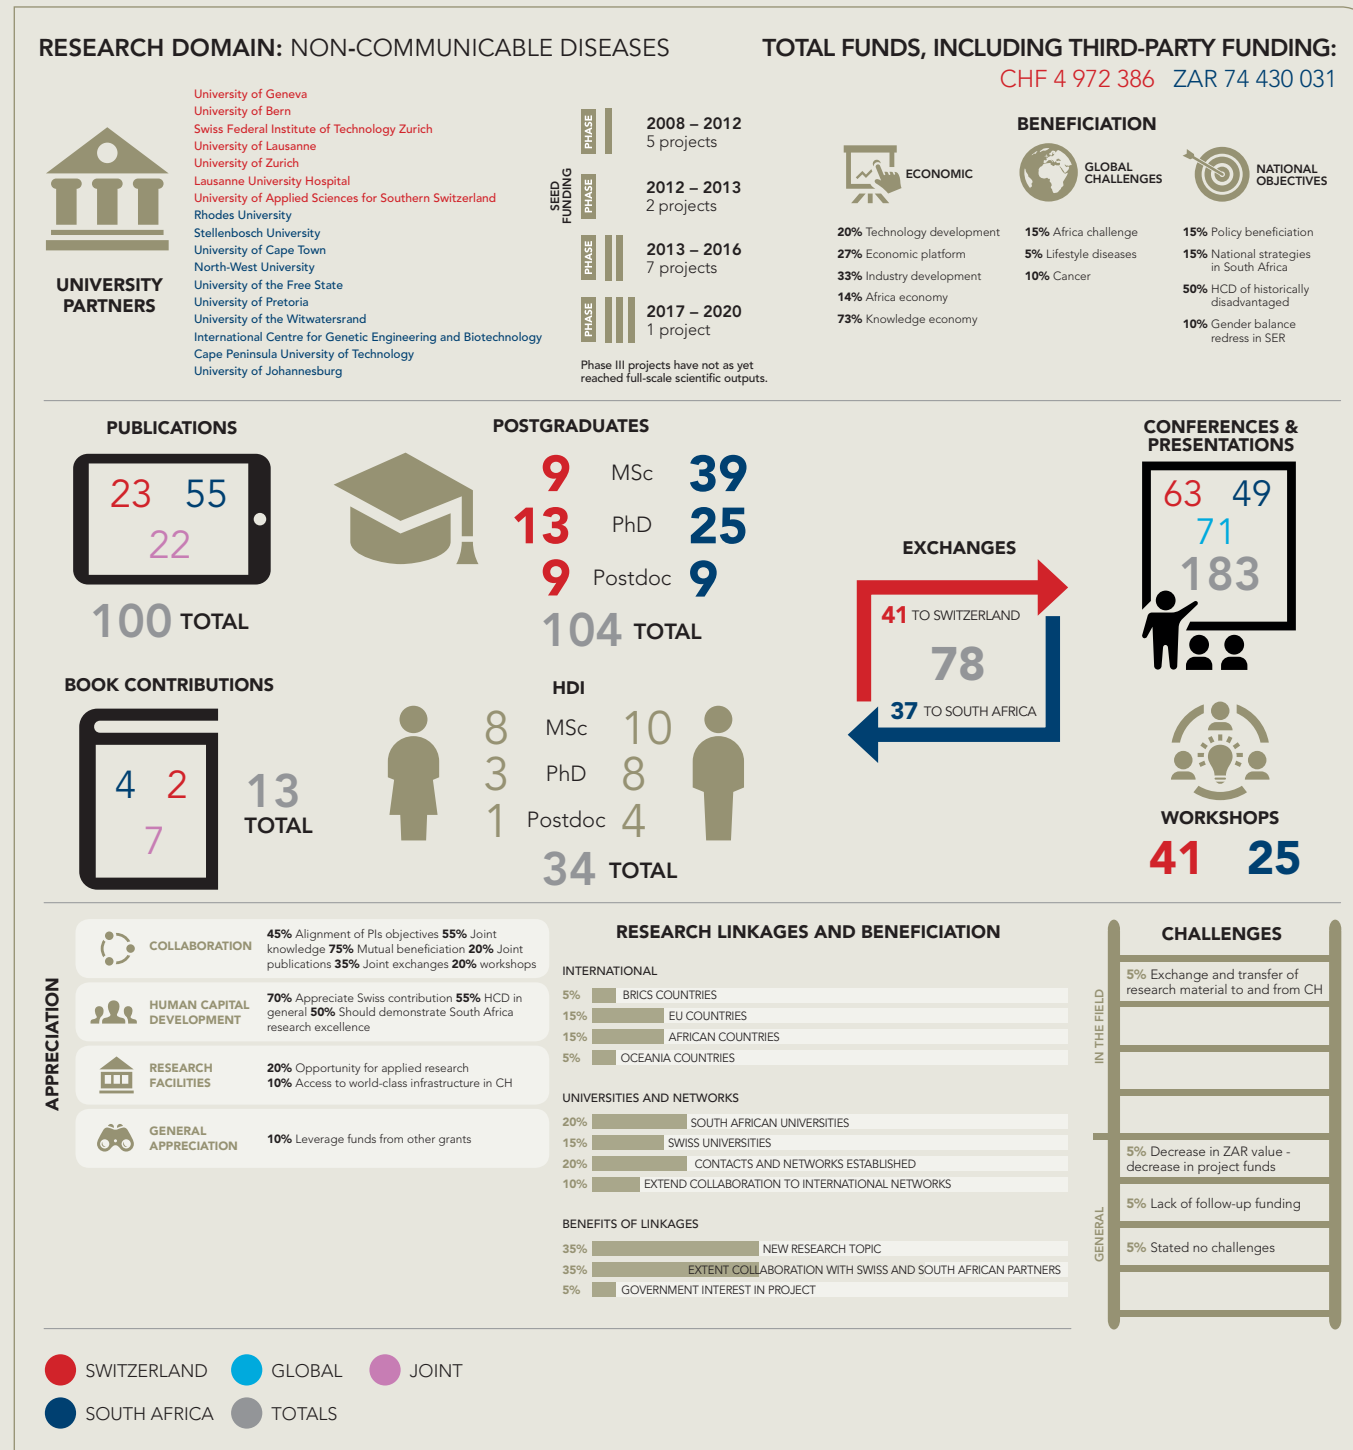 RESEARCH DOMAIN: NON-COMMUNICABLE DISEASES
TOTAL FUNDS, INCLUDING THIRD-PARTY FUNDING:
CHF 4 972 386 ZAR 74 430 031
UNIVERSITY
PARTNERS
University of Geneva
University of Bern
Swiss Federal Institute of Technology Zurich
University of Lausanne
University of Zurich
Lausanne University Hospital
University of Applied Sciences for Southern Switzerland
Rhodes University
Stellenbosch University
University of Cape Town
North-West University
University of the Free State
University of Pretoria
University of the Witwatersrand
International Centre for Genetic Engineering and Biotechnology
Cape Peninsula University of Technology
University of Johannesburg
PHASE
2008 – 2012
5 projects
SEED
FUNDING
PHASE
2012 – 2013
2 projects
PHASE
2013 – 2016
7 projects
PHASE
2017 – 2020
1 project
Phase III projects have not as yet
reached full-scale scientific outputs.
BENEFICIATION
ECONOMIC
20% Technology development
27% Economic platform
33% Industry development
14% Africa economy
73% Knowledge economy
GLOBAL
CHALLENGES
15% Africa challenge
5% Lifestyle diseases
10% Cancer
NATIONAL
OBJECTIVES
15% Policy beneficiation
15% National strategies
in South Africa
50% HCD of historically
disadvantaged
10% Gender balance
redress in SER
PUBLICATIONS
23 55
22
100 TOTAL
POSTGRADUATES
9 MSc 39
13 PhD 25
9 Postdoc 9
104 TOTAL
EXCHANGES
41 TO SWITZERLAND
78
37 TO SOUTH AFRICA
CONFERENCES &
PRESENTATIONS
63 49
71
183
BOOK CONTRIBUTIONS
4 2
7
13
TOTAL
HDI
8 MSc 10
3 PhD 8
1 Postdoc 4
34 TOTAL
WORKSHOPS
41 25
APPRECIATION
COLLABORATION
45% Alignment of PIs objectives 55% Joint
knowledge 75% Mutual beneficiation 20% Joint
publications 35% Joint exchanges 20% workshops
HUMAN CAPITAL
DEVELOPMENT
70% Appreciate Swiss contribution 55% HCD in
general 50% Should demonstrate South Africa
research excellence
RESEARCH
FACILITIES
20% Opportunity for applied research
10% Access to world-class infrastructure in CH
GENERAL
APPRECIATION
10% Leverage funds from other grants
RESEARCH LINKAGES AND BENEFICIATION
INTERNATIONAL
5% BRICS COUNTRIES
15% EU COUNTRIES
15% AFRICAN COUNTRIES
5% OCEANIA COUNTRIES
UNIVERSITIES AND NETWORKS
20% SOUTH AFRICAN UNIVERSITIES
15% SWISS UNIVERSITIES
20% CONTACTS AND NETWORKS ESTABLISHED
10% EXTEND COLLABORATION TO INTERNATIONAL NETWORKS
BENEFITS OF LINKAGES
35% NEW RESEARCH TOPIC
35% EXTENT COLLABORATION WITH SWISS AND SOUTH AFRICAN PARTNERS
5% GOVERNMENT INTEREST IN PROJECT
CHALLENGES
IN THE FIELD
5% Exchange and transfer of
research material to and from CH
GENERAL
5% Decrease in ZAR value -
decrease in project funds
5% Lack of follow-up funding
5% Stated no challenges
SWITZERLAND GLOBAL JOINT
SOUTH AFRICA TOTALS